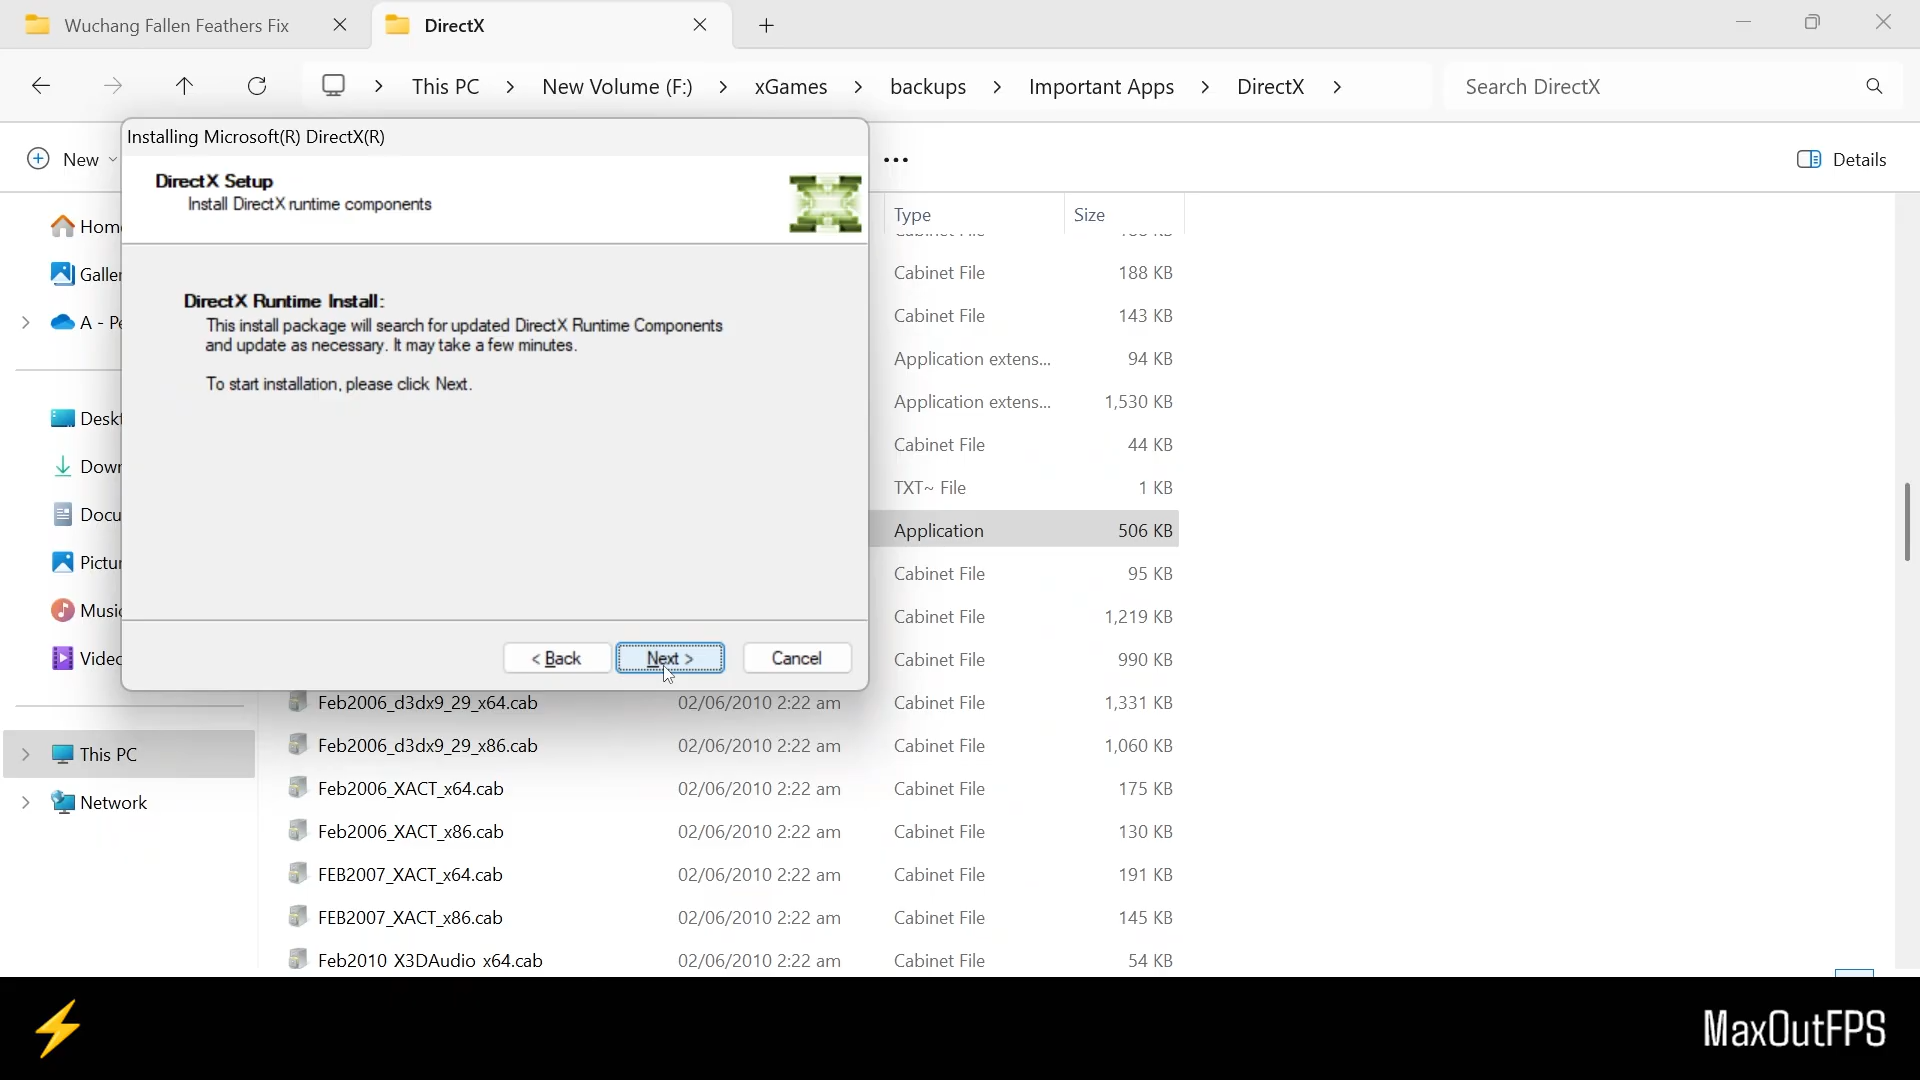 Wuchang Fallen Feathers Fix
DirectX
This PC
New Volume (F:)
xGames
backups
Important Apps
DirectX
Search DirectX
New
Details
Installing Microsoft(R) DirectX(R)
DirectX Setup
Install DirectX runtime components
DirectX Runtime Install:
This install package will search for updated DirectX Runtime Components
and update as necessary. It may take a few minutes.
To start installation, please click Next.
< Back
Next >
Cancel
Hom
Galler
A - Pe
Deskt
Down
Docu
Pictur
Music
Video
This PC
Network
Type Size
Cabinet File 188 KB
Cabinet File 143 KB
Application extens... 94 KB
Application extens... 1,530 KB
Cabinet File 44 KB
TXT~ File 1 KB
Application 506 KB
Cabinet File 95 KB
Cabinet File 1,219 KB
Cabinet File 990 KB
Feb2006_d3dx9_29_x64.cab 02/06/2010 2:22 am Cabinet File 1,331 KB
Feb2006_d3dx9_29_x86.cab 02/06/2010 2:22 am Cabinet File 1,060 KB
Feb2006_XACT_x64.cab 02/06/2010 2:22 am Cabinet File 175 KB
Feb2006_XACT_x86.cab 02/06/2010 2:22 am Cabinet File 130 KB
FEB2007_XACT_x64.cab 02/06/2010 2:22 am Cabinet File 191 KB
FEB2007_XACT_x86.cab 02/06/2010 2:22 am Cabinet File 145 KB
Feb2010_X3DAudio_x64.cab 02/06/2010 2:22 am Cabinet File 54 KB
MaxOutFPS